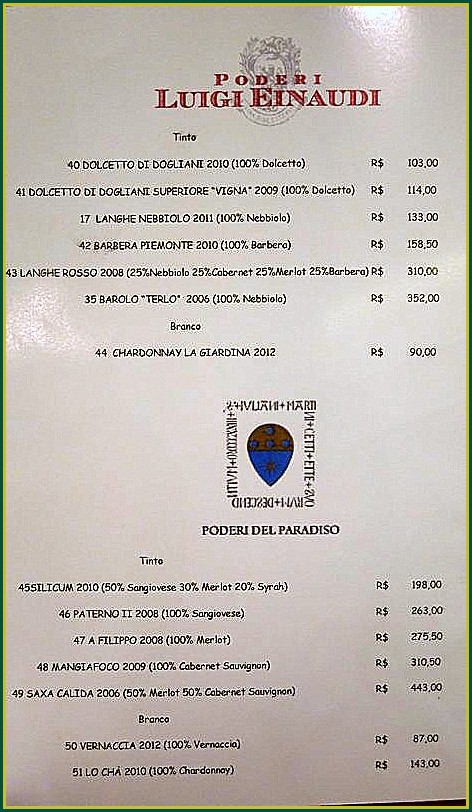 PODERI
LUIGI EINAUDI
Tinto
40 DOLCETTO DI DOGLIANI 2010 (100% Dolcetto) R$ 103,00
41 DOLCETTO DI DOGLIANI SUPERIORE "VIGNA" 2009 (100% Dolcetto) R$ 114,00
17 LANGHE NEBBIOLO 2011 (100% Nebbiolo) R$ 133,00
42 BARBERA PIEMONTE 2010 (100% Barbera) R$ 158,50
43 LANGHE ROSSO 2008 (25%Nebbiolo 25%Cabernet 25%Merlot 25%Barbera) R$ 310,00
35 BAROLO "TERLO" 2006 (100% Nebbiolo) R$ 352,00
Branco
44 CHARDONNAY LA GIARDINA 2012 R$ 90,00
PODERI DEL PARADISO
Tinto
45SILICUM 2010 (50% Sangiovese 30% Merlot 20% Syrah) R$ 198,00
46 PATERNO II 2008 (100% Sangiovese) R$ 263,00
47 A FILIPPO 2008 (100% Merlot) R$ 275,50
48 MANGIAFOCO 2009 (100% Cabernet Sauvignon) R$ 310,50
49 SAXA CALIDA 2006 (50% Merlot 50% Cabernet Sauvignon) R$ 443,00
Branco
50 VERNACCIA 2012 (100% Vernaccia) R$ 87,00
51 LO CHÀ 2010 (100% Chardonnay) R$ 143,00